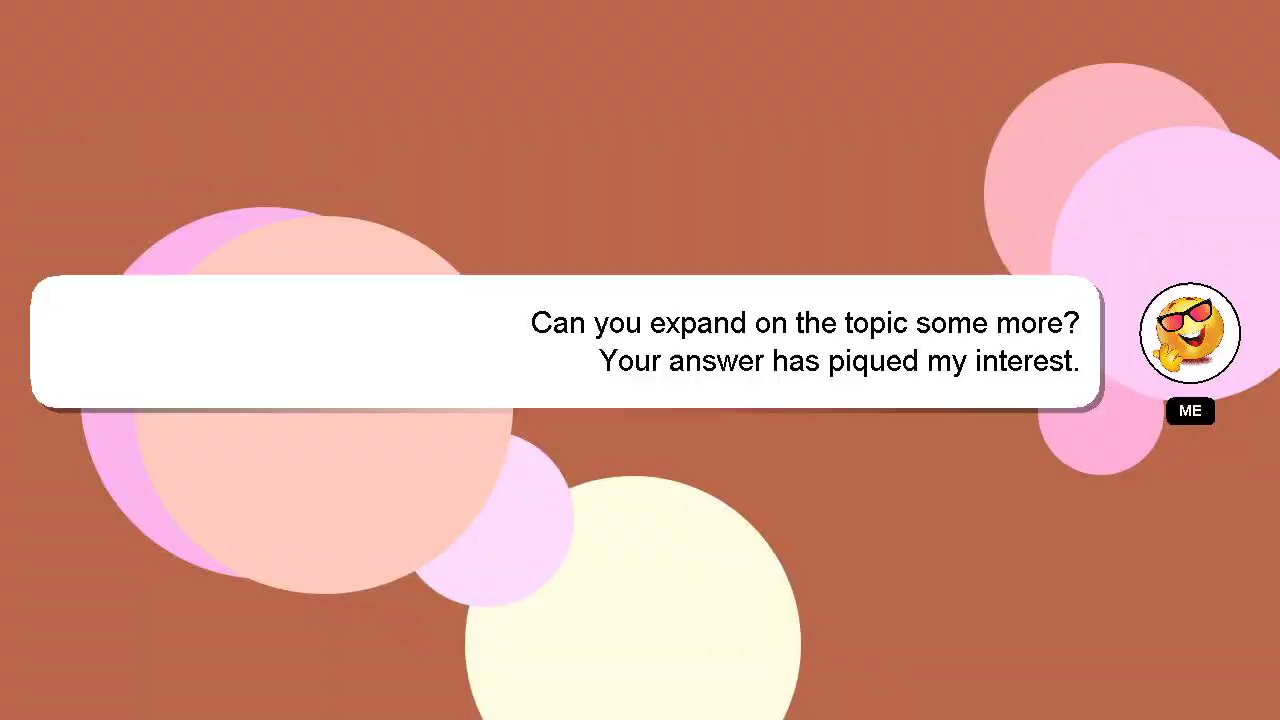 Can you expand on the topic some more?
Your answer has piqued my interest.
ME